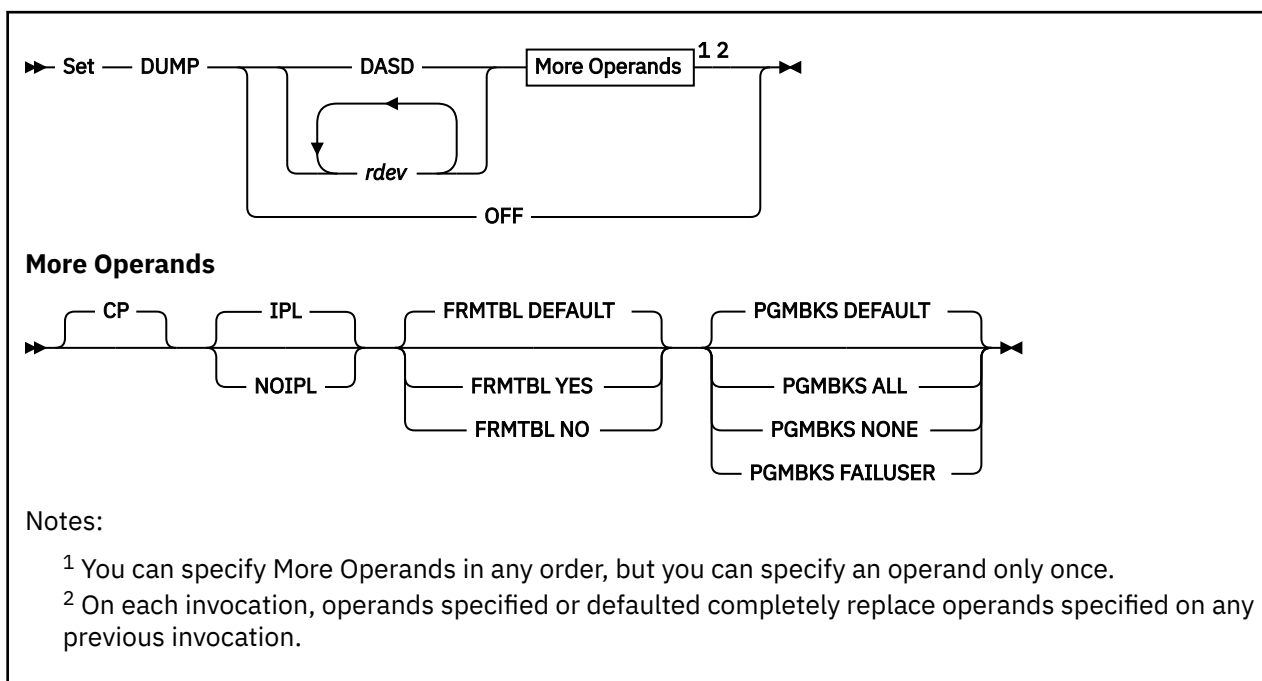 Set DUMP DASD More Operands 1 2
rdev
OFF
More Operands
CP IPL FRMTBL DEFAULT PGMBKS DEFAULT
NOIPL FRMTBL YES PGMBKS ALL
FRMTBL NO PGMBKS NONE
PGMBKS FAILUSER
Notes:
1 You can specify More Operands in any order, but you can specify an operand only once.
2 On each invocation, operands specified or defaulted completely replace operands specified on any
previous invocation.